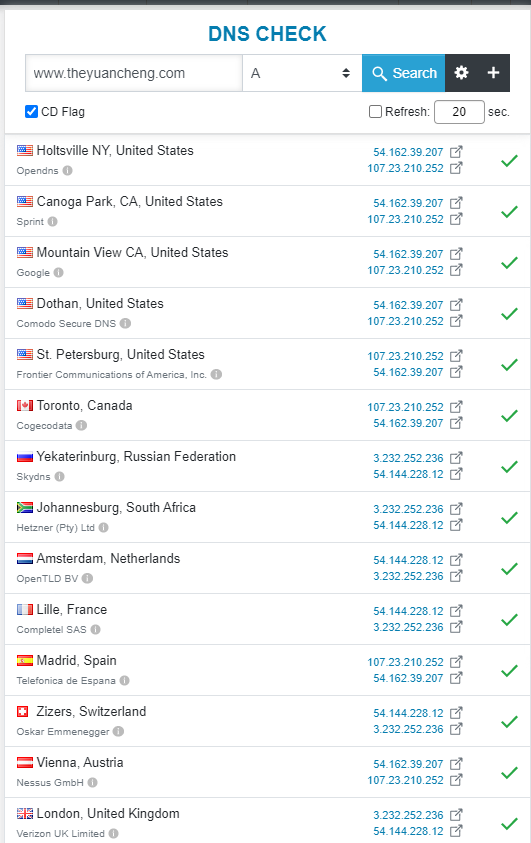 DNS CHECK
www.theyuancheng.com A Search
CD Flag Refresh: 20 sec.
Holtsville NY, United States
Opendns
54.162.39.207
107.23.210.252
Canoga Park, CA, United States
Sprint
54.162.39.207
107.23.210.252
Mountain View CA, United States
Google
54.162.39.207
107.23.210.252
Dothan, United States
Comodo Secure DNS
54.162.39.207
107.23.210.252
St. Petersburg, United States
Frontier Communications of America, Inc.
107.23.210.252
54.162.39.207
Toronto, Canada
Cogecodata
107.23.210.252
54.162.39.207
Yekaterinburg, Russian Federation
Skydns
3.232.252.236
54.144.228.12
Johannesburg, South Africa
Hetzner (Pty) Ltd
3.232.252.236
54.144.228.12
Amsterdam, Netherlands
OpenTLD BV
54.144.228.12
3.232.252.236
Lille, France
Completel SAS
54.144.228.12
3.232.252.236
Madrid, Spain
Telefonica de Espana
107.23.210.252
54.162.39.207
Zizers, Switzerland
Oskar Emmenegger
54.144.228.12
3.232.252.236
Vienna, Austria
Nessus GmbH
54.162.39.207
107.23.210.252
London, United Kingdom
Verizon UK Limited
3.232.252.236
54.144.228.12